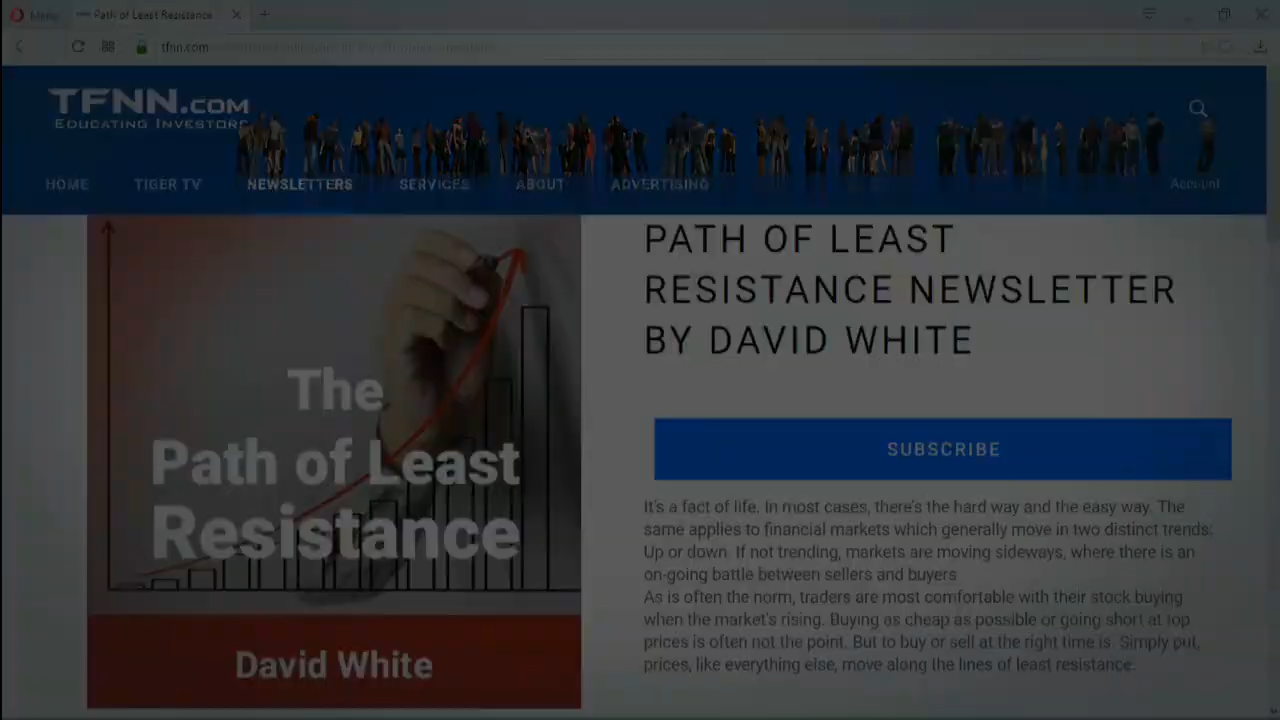 Menu
Path of Least Resistance
tfnn.com
TFNN.COM
EDUCATING INVESTORS
HOME
TIGER TV
NEWSLETTERS
SERVICES
ABOUT
ADVERTISING
Account
The
Path of Least
Resistance
David White
PATH OF LEAST
RESISTANCE NEWSLETTER
BY DAVID WHITE
SUBSCRIBE
It's a fact of life. In most cases, there's the hard way and the easy way. The
same applies to financial markets which generally move in two distinct trends:
Up or down. If not trending, markets are moving sideways, where there is an
on-going battle between sellers and buyers
As is often the norm, traders are most comfortable with their stock buying
when the market's rising. Buying as cheap as possible or going short at top
prices is often not the point. But to buy or sell at the right time is. Simply put,
prices, like everything else, move along the lines of least resistance.